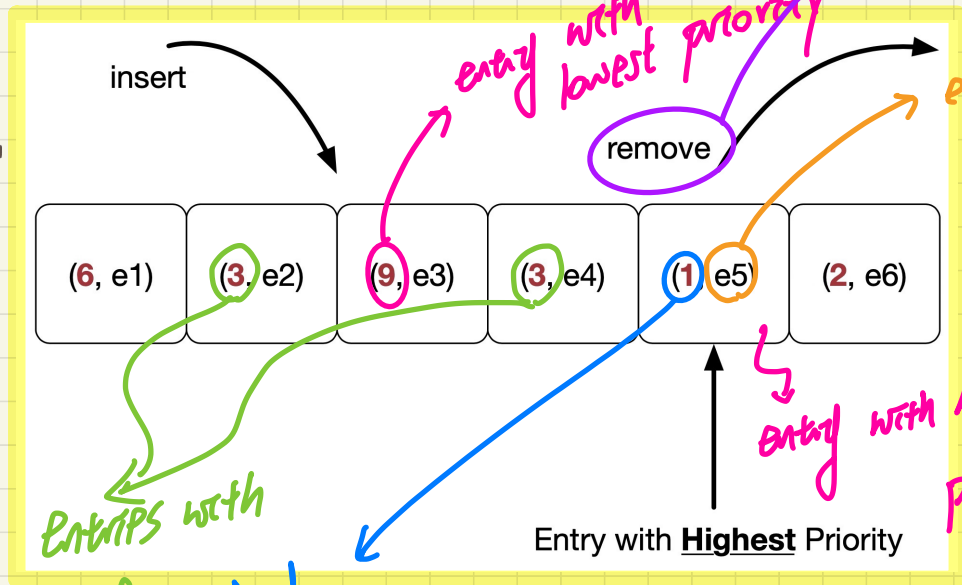 entry with
lowest priority
insert
remove
(6, e1) (3, e2) (9, e3) (3, e4) (1, e5) (2, e6)
entry with
Entries with
Entry with Highest Priority